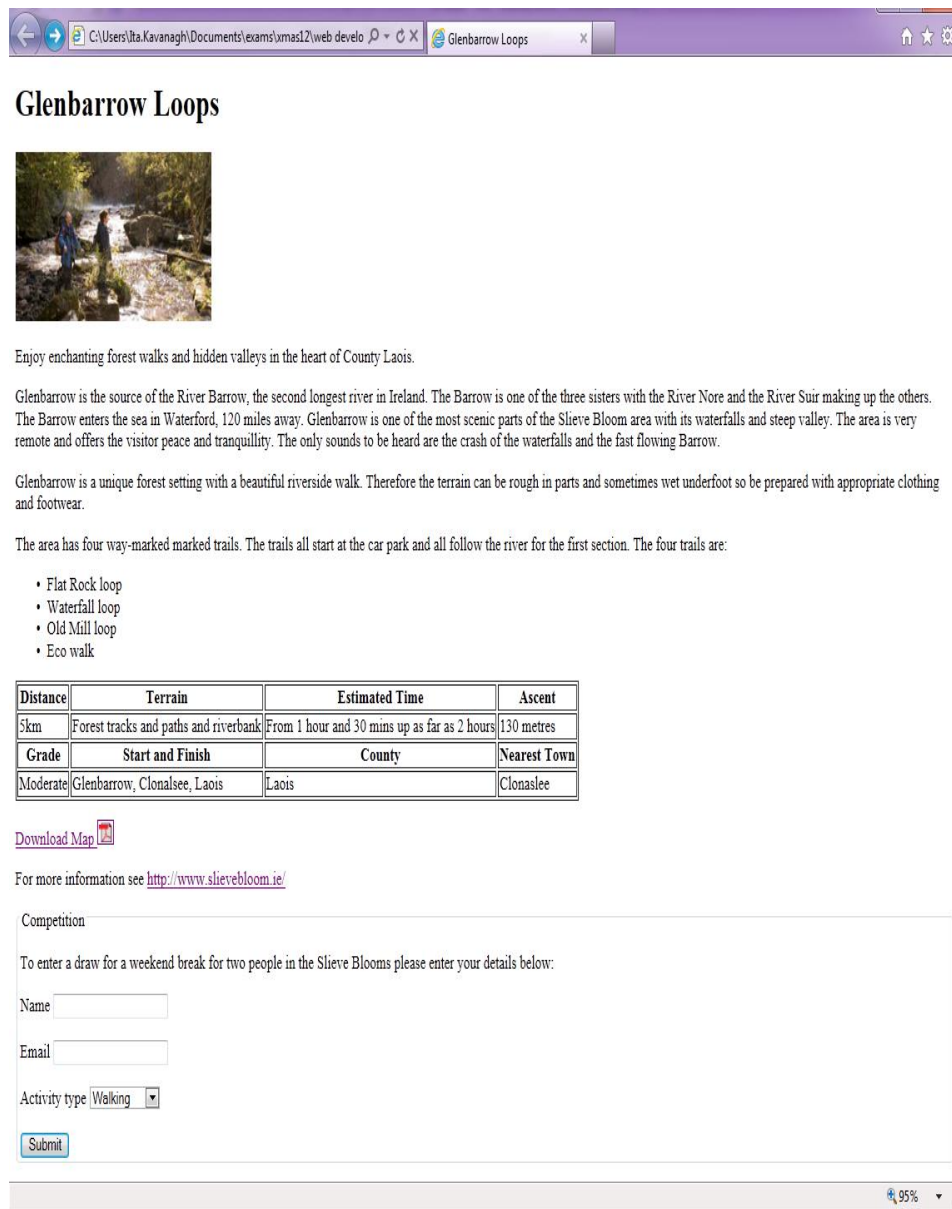 C:\Users\Ita.Kavanagh\Documents\exams\xmas12\web develo
Glenbarrow Loops
Glenbarrow Loops
Enjoy enchanting forest walks and hidden valleys in the heart of County Laois.
Glenbarrow is the source of the River Barrow, the second longest river in Ireland. The Barrow is one of the three sisters with the River Nore and the River Suir making up the others.
The Barrow enters the sea in Waterford, 120 miles away. Glenbarrow is one of the most scenic parts of the Slieve Bloom area with its waterfalls and steep valley. The area is very
remote and offers the visitor peace and tranquillity. The only sounds to be heard are the crash of the waterfalls and the fast flowing Barrow.
Glenbarrow is a unique forest setting with a beautiful riverside walk. Therefore the terrain can be rough in parts and sometimes wet underfoot so be prepared with appropriate clothing
and footwear.
The area has four way-marked marked trails. The trails all start at the car park and all follow the river for the first section. The four trails are:
• Flat Rock loop
• Waterfall loop
• Old Mill loop
• Eco walk
Distance Terrain Estimated Time Ascent
5km Forest tracks and paths and riverbank From 1 hour and 30 mins up as far as 2 hours 130 metres
Grade Start and Finish County Nearest Town
Moderate Glenbarrow, Clonalsee, Laois Laois Clonaslee
Download Map
For more information see http://www.slievebloom.ie/
Competition
To enter a draw for a weekend break for two people in the Slieve Blooms please enter your details below:
Name
Email
Activity type Walking
Submit
95%